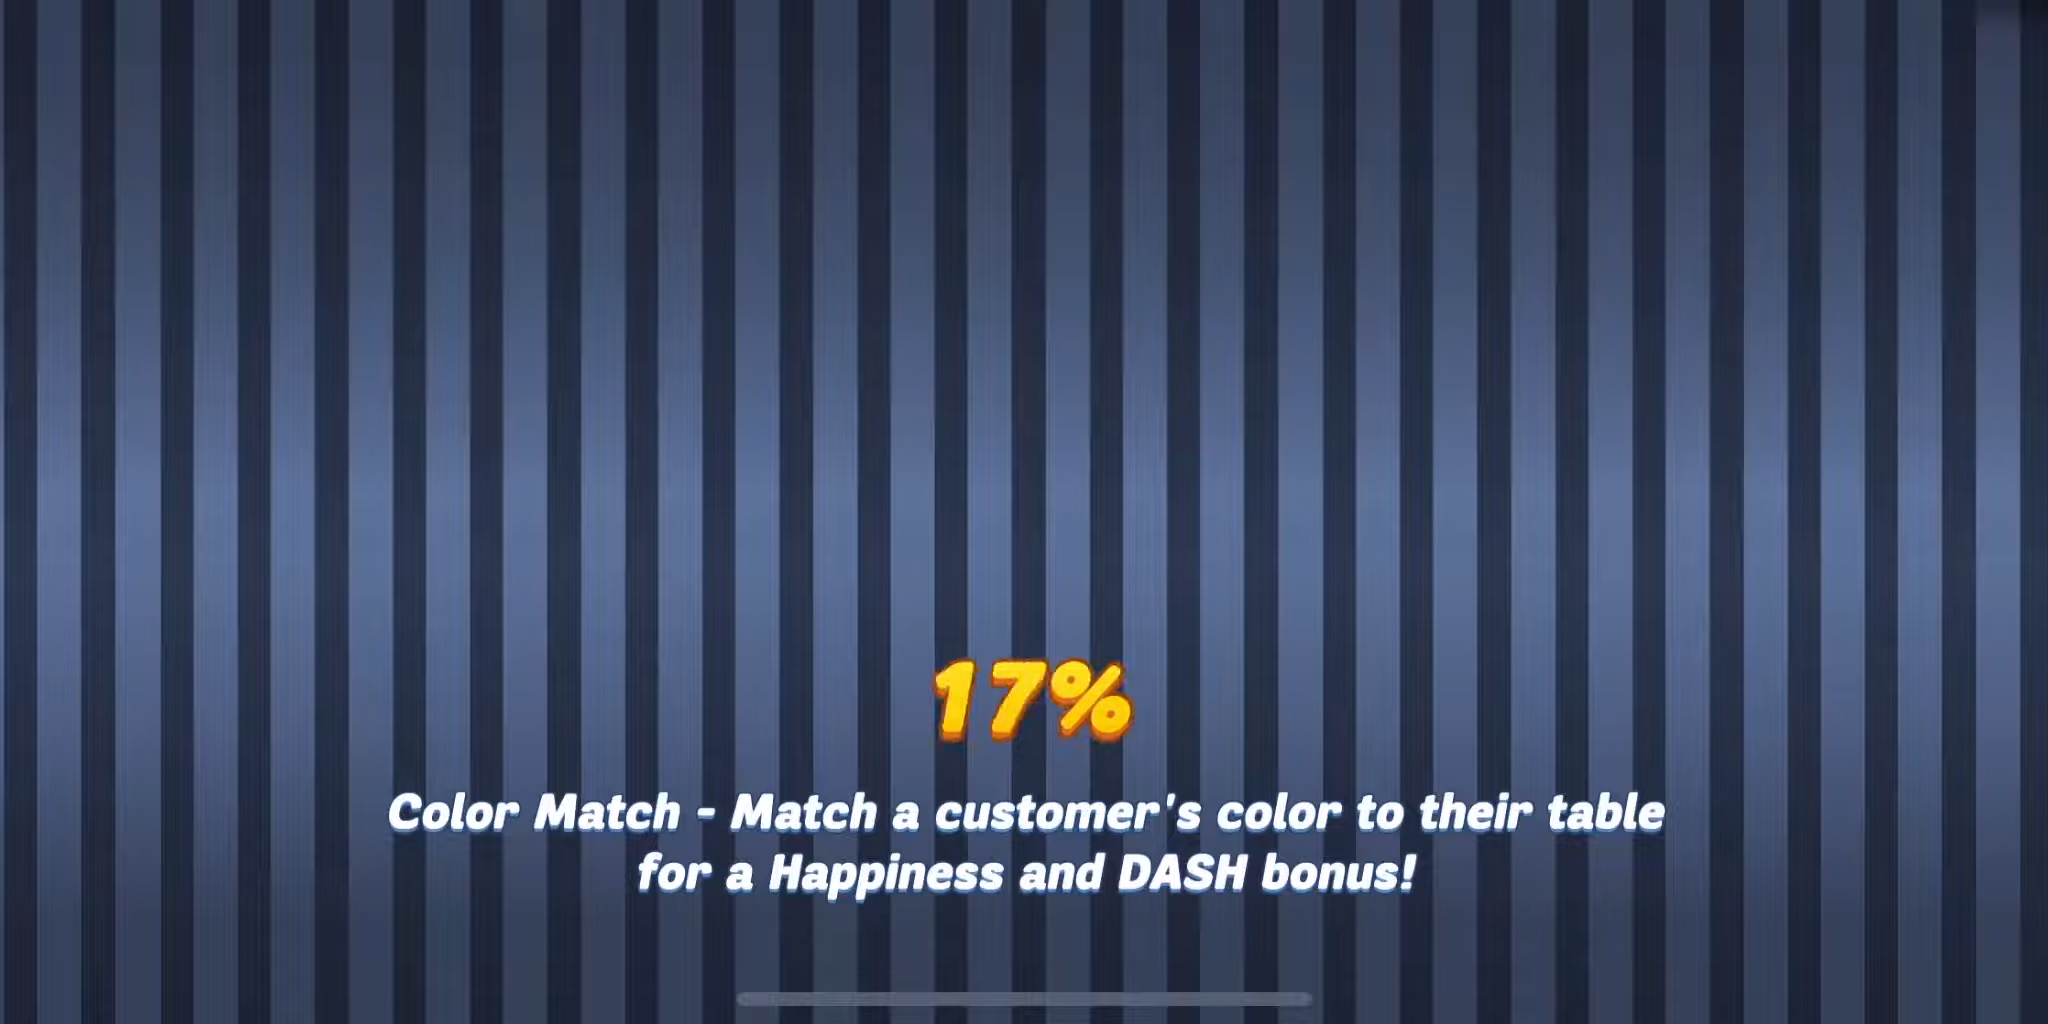 17%
Color Match - Match a customer's color to their table
for a Happiness and DASH bonus!